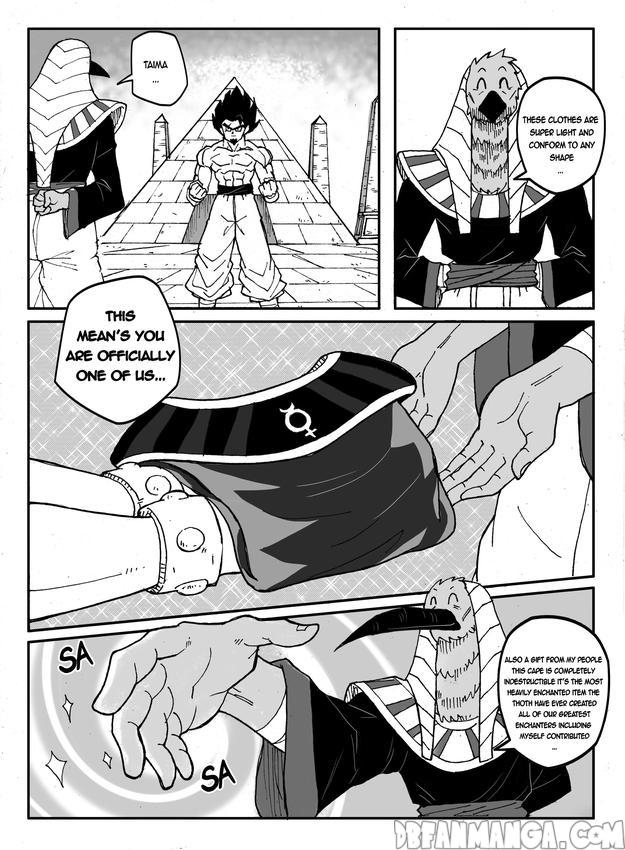 TAIMA
...
THESE CLOTHES ARE
SUPER LIGHT AND
CONFORM TO ANY
SHAPE
...
THIS
MEAN'S YOU
ARE OFFICIALLY
ONE OF US...
SA
SA
ALSO A GIFT FROM MY PEOPLE
THIS CAPE IS COMPLETELY
INDESTRUCTIBLE IT'S THE MOST
HEAVILY ENCHANTED ITEM THE
THOTH HAVE EVER CREATED
ALL OF OUR GREATEST
ENCHANTERS INCLUDING
MYSELF CONTRIBUTED
...
DBFANMANGA.COM